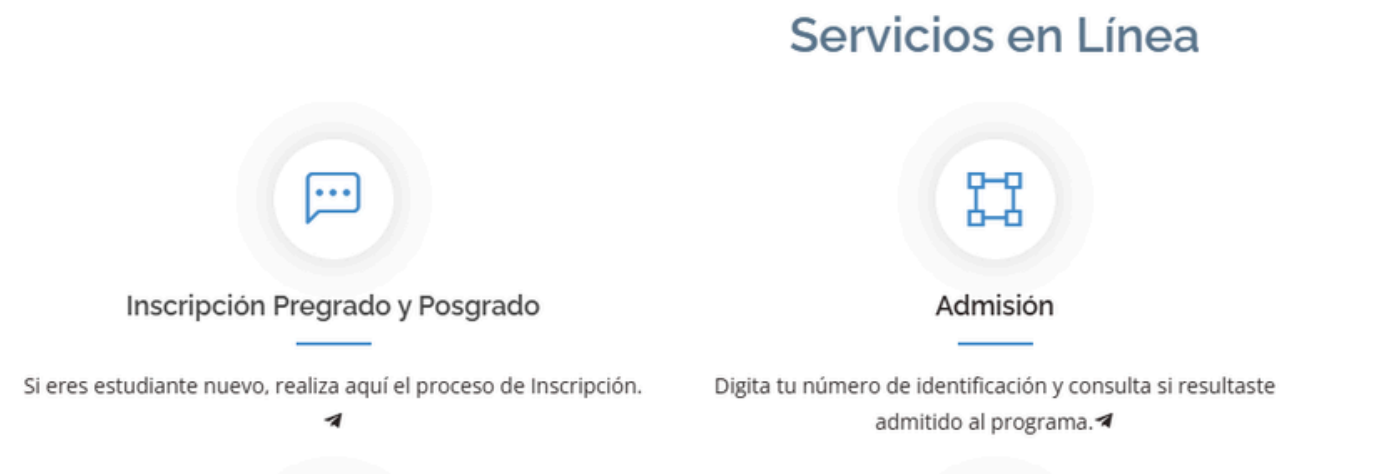 Servicios en Línea
Inscripción Pregrado y Posgrado
Si eres estudiante nuevo, realiza aquí el proceso de Inscripción.
Admisión
Digita tu número de identificación y consulta si resultaste
admitido al programa.